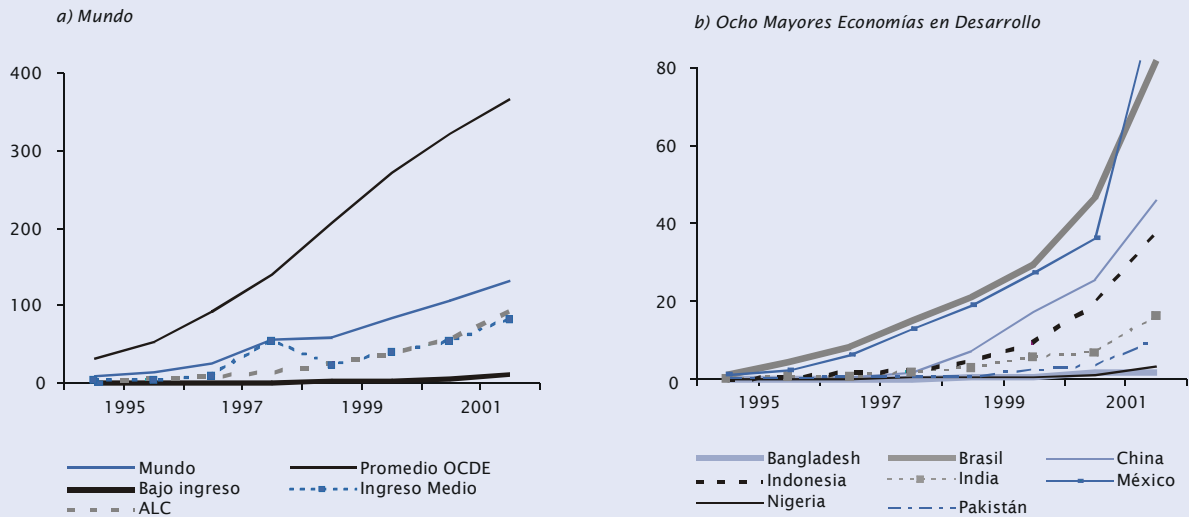 a) Mundo
400
300
200
100
0
1995 1997 1999 2001
Mundo Promedio OCDE
Bajo ingreso Ingreso Medio
ALC
b) Ocho Mayores Economías en Desarrollo
80
60
40
20
0
1995 1997 1999 2001
Bangladesh Brasil China
Indonesia India México
Nigeria Pakistán